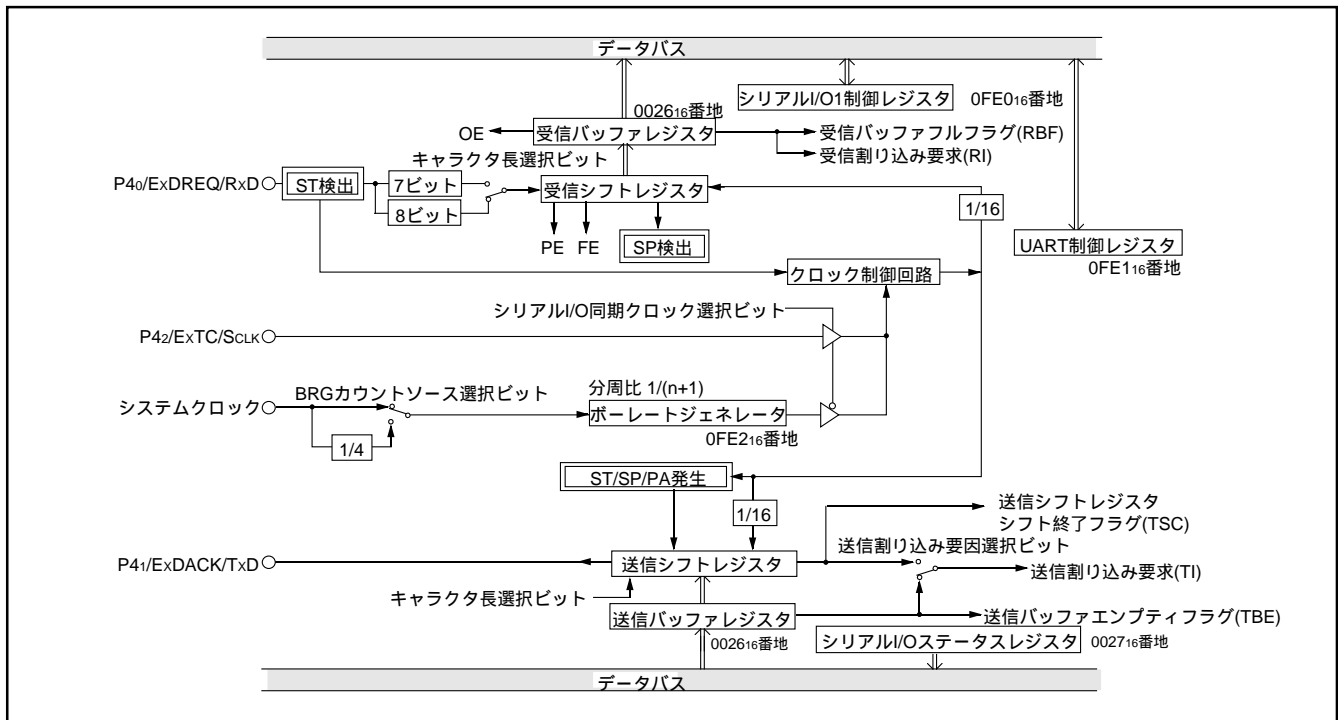 データバス
シリアルI/O1制御レジスタ
0FE016番地
002616番地
OE
受信バッファレジスタ
受信バッファフルフラグ(RBF)
受信割り込み要求(RI)
キャラクタ長選択ビット
P40/EXDREQ/RXD
ST検出
7ビット
8ビット
受信シフトレジスタ
1/16
PE
FE
SP検出
UART制御レジスタ
0FE116番地
クロック制御回路
シリアルI/O同期クロック選択ビット
P42/EXTC/SCLK
システムクロック
BRGカウントソース選択ビット
1/4
分周比 1/(n+1)
ボーレートジェネレータ
0FE216番地
ST/SP/PA発生
1/16
送信シフトレジスタ
シフト終了フラグ(TSC)
P41/EXDACK/TXD
送信シフトレジスタ
送信割り込み要因選択ビット
送信割り込み要求(TI)
キャラクタ長選択ビット
送信バッファレジスタ
002616番地
送信バッファエンプティフラグ(TBE)
シリアルI/Oステータスレジスタ
002716番地
データバス